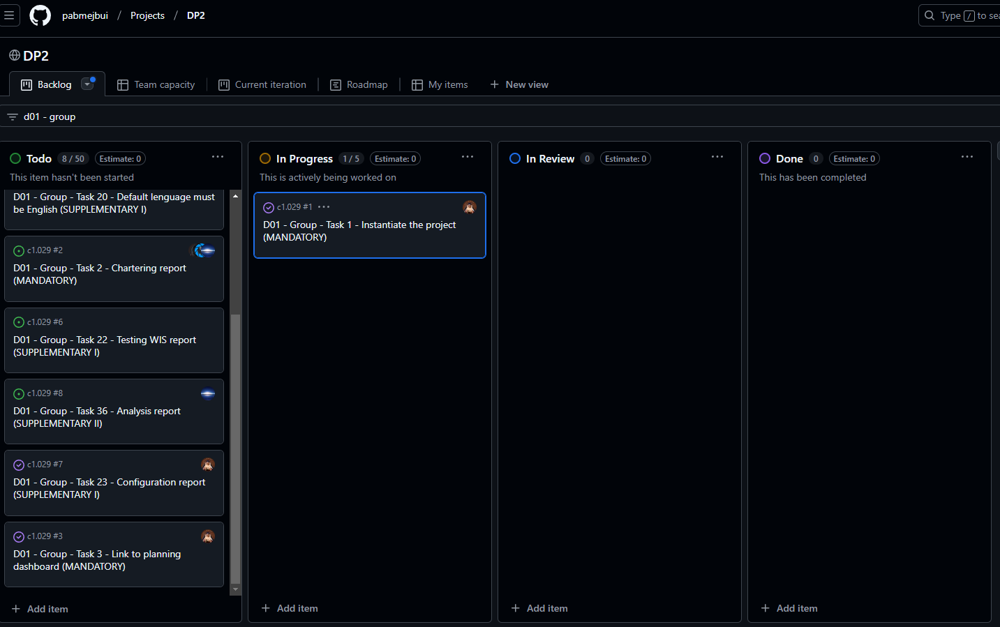 pabmejbui / Projects / DP2
Type / to sea
DP2
Backlog
Team capacity
Current iteration
Roadmap
My items
New view
d01 - group
Todo 8 / 50 Estimate: 0
This item hasn't been started
D01 - Group - Task 20 - Default lenguage must
be English (SUPPLEMENTARY I)
c1.029 #2
D01 - Group - Task 2 - Chartering report
(MANDATORY)
c1.029 #6
D01 - Group - Task 22 - Testing WIS report
(SUPPLEMENTARY I)
c1.029 #8
D01 - Group - Task 36 - Analysis report
(SUPPLEMENTARY II)
c1.029 #7
D01 - Group - Task 23 - Configuration report
(SUPPLEMENTARY I)
c1.029 #3
D01 - Group - Task 3 - Link to planning
dashboard (MANDATORY)
+ Add item
In Progress 1 / 5 Estimate: 0
This is actively being worked on
c1.029 #1
D01 - Group - Task 1 - Instantiate the project
(MANDATORY)
+ Add item
In Review 0 Estimate: 0
+ Add item
Done 0 Estimate: 0
This has been completed
+ Add item